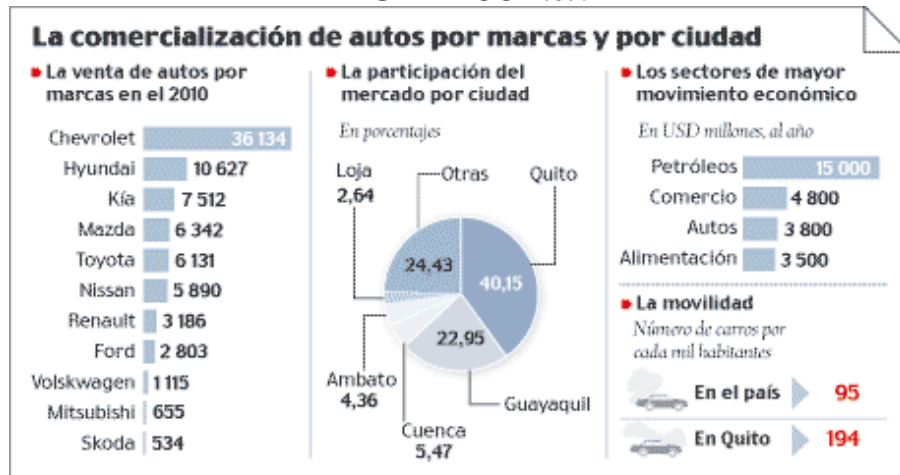 La comercialización de autos por marcas y por ciudad
La venta de autos por
marcas en el 2010
Chevrolet 36 134
Hyundai 10 627
Kía 7 512
Mazda 6 342
Toyota 6 131
Nissan 5 890
Renault 3 186
Ford 2 803
Volskwagen 1 115
Mitsubishi 655
Skoda 534
La participación del
mercado por ciudad
En porcentajes
Loja
2,64
Otras
24,43
Quito
40,15
22,95
Guayaquil
Ambato
4,36
Cuenca
5,47
Los sectores de mayor
movimiento económico
En USD millones, al año
Petróleos 15 000
Comercio 4 800
Autos 3 800
Alimentación 3 500
La movilidad
Número de carros por
cada mil habitantes
En el país 95
En Quito 194